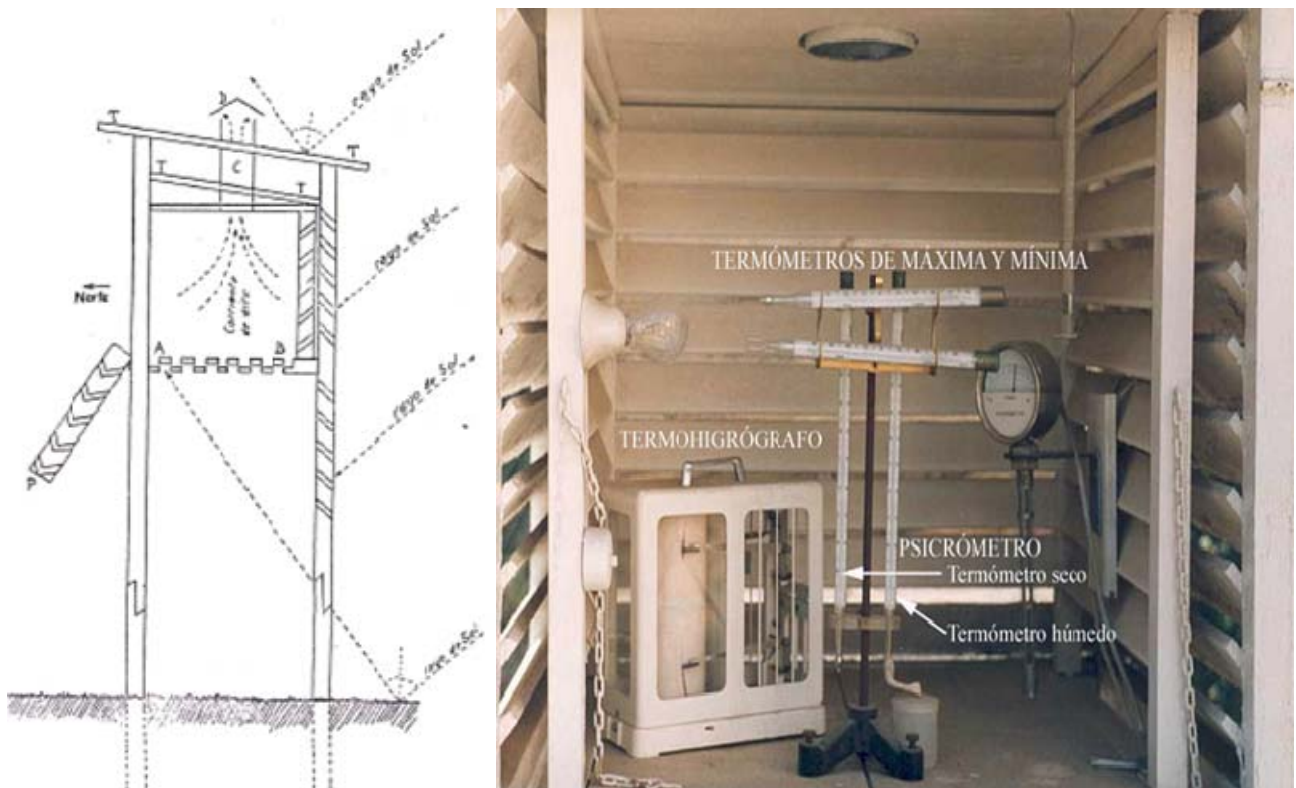 rayo de Sol
D
T
T
C
T
T
rayo de Sol
Norte
Corriente
de aire
A
B
rayo de Sol
P
rayo de Sol
TERMÓMETROS DE MÁXIMA Y MÍNIMA
TERMOHIGRÓGRAFO
PSICRÓMETRO
Termómetro seco
Termómetro húmedo